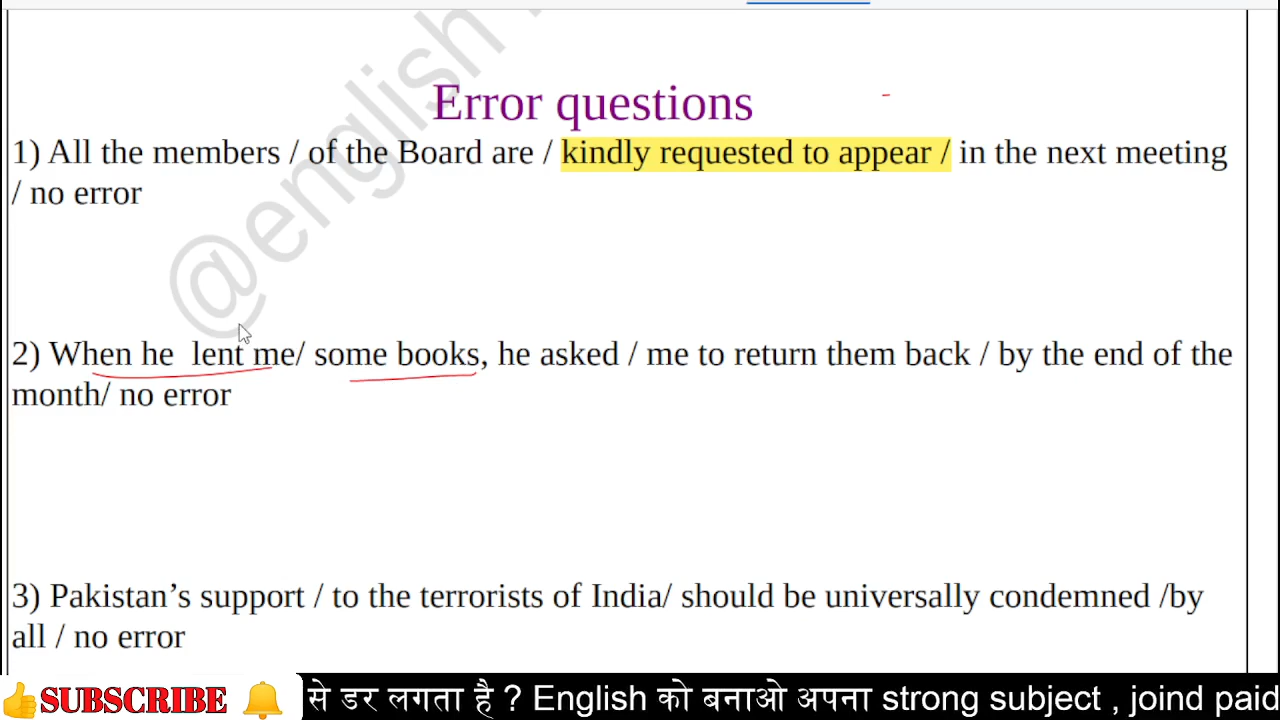 @english
Error questions
1) All the members / of the Board are / kindly requested to appear / in the next meeting
/ no error
2) When he lent me/ some books, he asked / me to return them back / by the end of the
month/ no error
3) Pakistan’s support / to the terrorists of India/ should be universally condemned /by
all / no error
SUBSCRIBE
से डर लगता है ? English को बनाओ अपना strong subject , joind paid